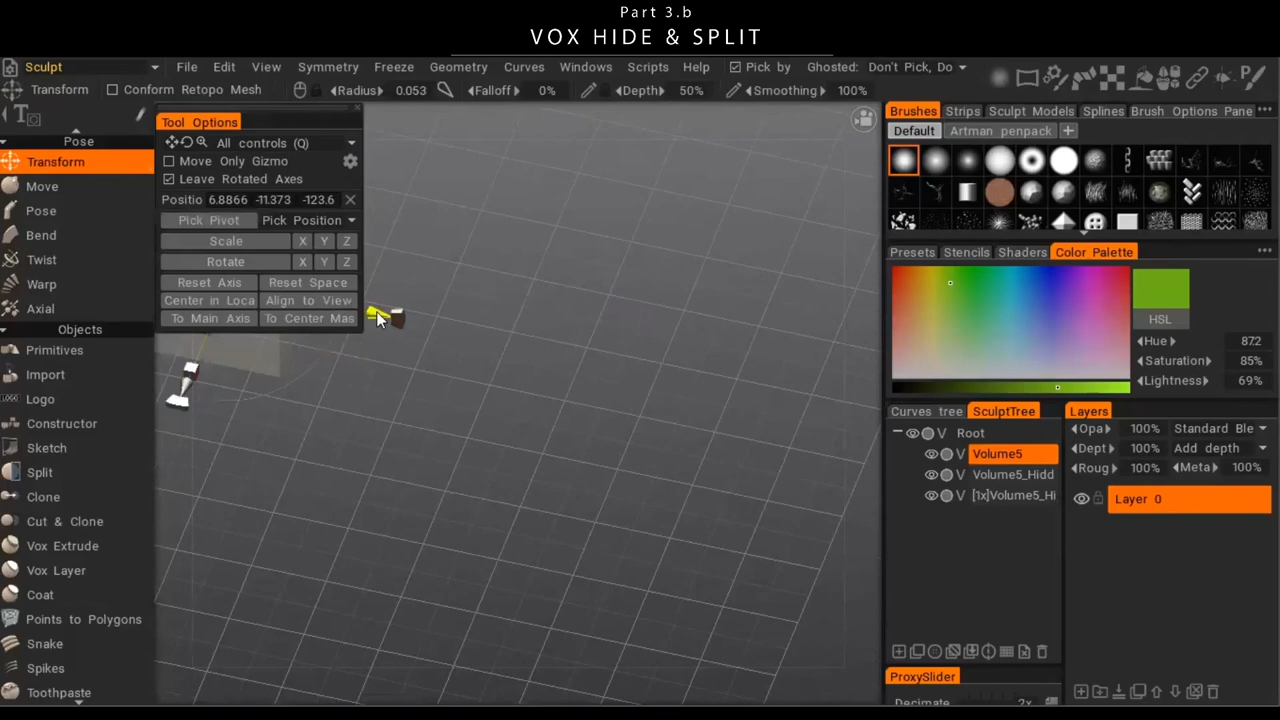 Part 3.b
VOX HIDE & SPLIT
Sculpt File Edit View Symmetry Freeze Geometry Curves Windows Scripts Help Pick by Ghosted: Don't Pick, Do
Transform Conform Retopo Mesh Radius 0.053 Falloff 0% Depth 50% Smoothing 100%
Pose
Transform
Move
Pose
Bend
Twist
Warp
Axial
Objects
Primitives
Import
Logo
Constructor
Sketch
Split
Clone
Cut & Clone
Vox Extrude
Vox Layer
Coat
Points to Polygons
Snake
Spikes
Toothpaste
Tool Options
All controls (Q)
Move Only Gizmo
Leave Rotated Axes
Positio 6.8866 -11.373 -123.6
Pick Pivot Pick Position
Scale X Y Z
Rotate X Y Z
Reset Axis Reset Space
Center in Loca Align to View
To Main Axis To Center Mas
Brushes Strips Sculpt Models Splines Brush Options Pane
Default Artman penpack
Presets Stencils Shaders Color Palette
HSL
Hue 87.2
Saturation 85%
Lightness 69%
Curves tree SculptTree
V Root
V Volume5
V Volume5_Hidd
V [1x]Volume5_Hi
Layers
Opa 100% Standard Ble
Dept 100% Add depth
Roug 100% Meta 100%
Layer 0
ProxySlider
Decimate 2x